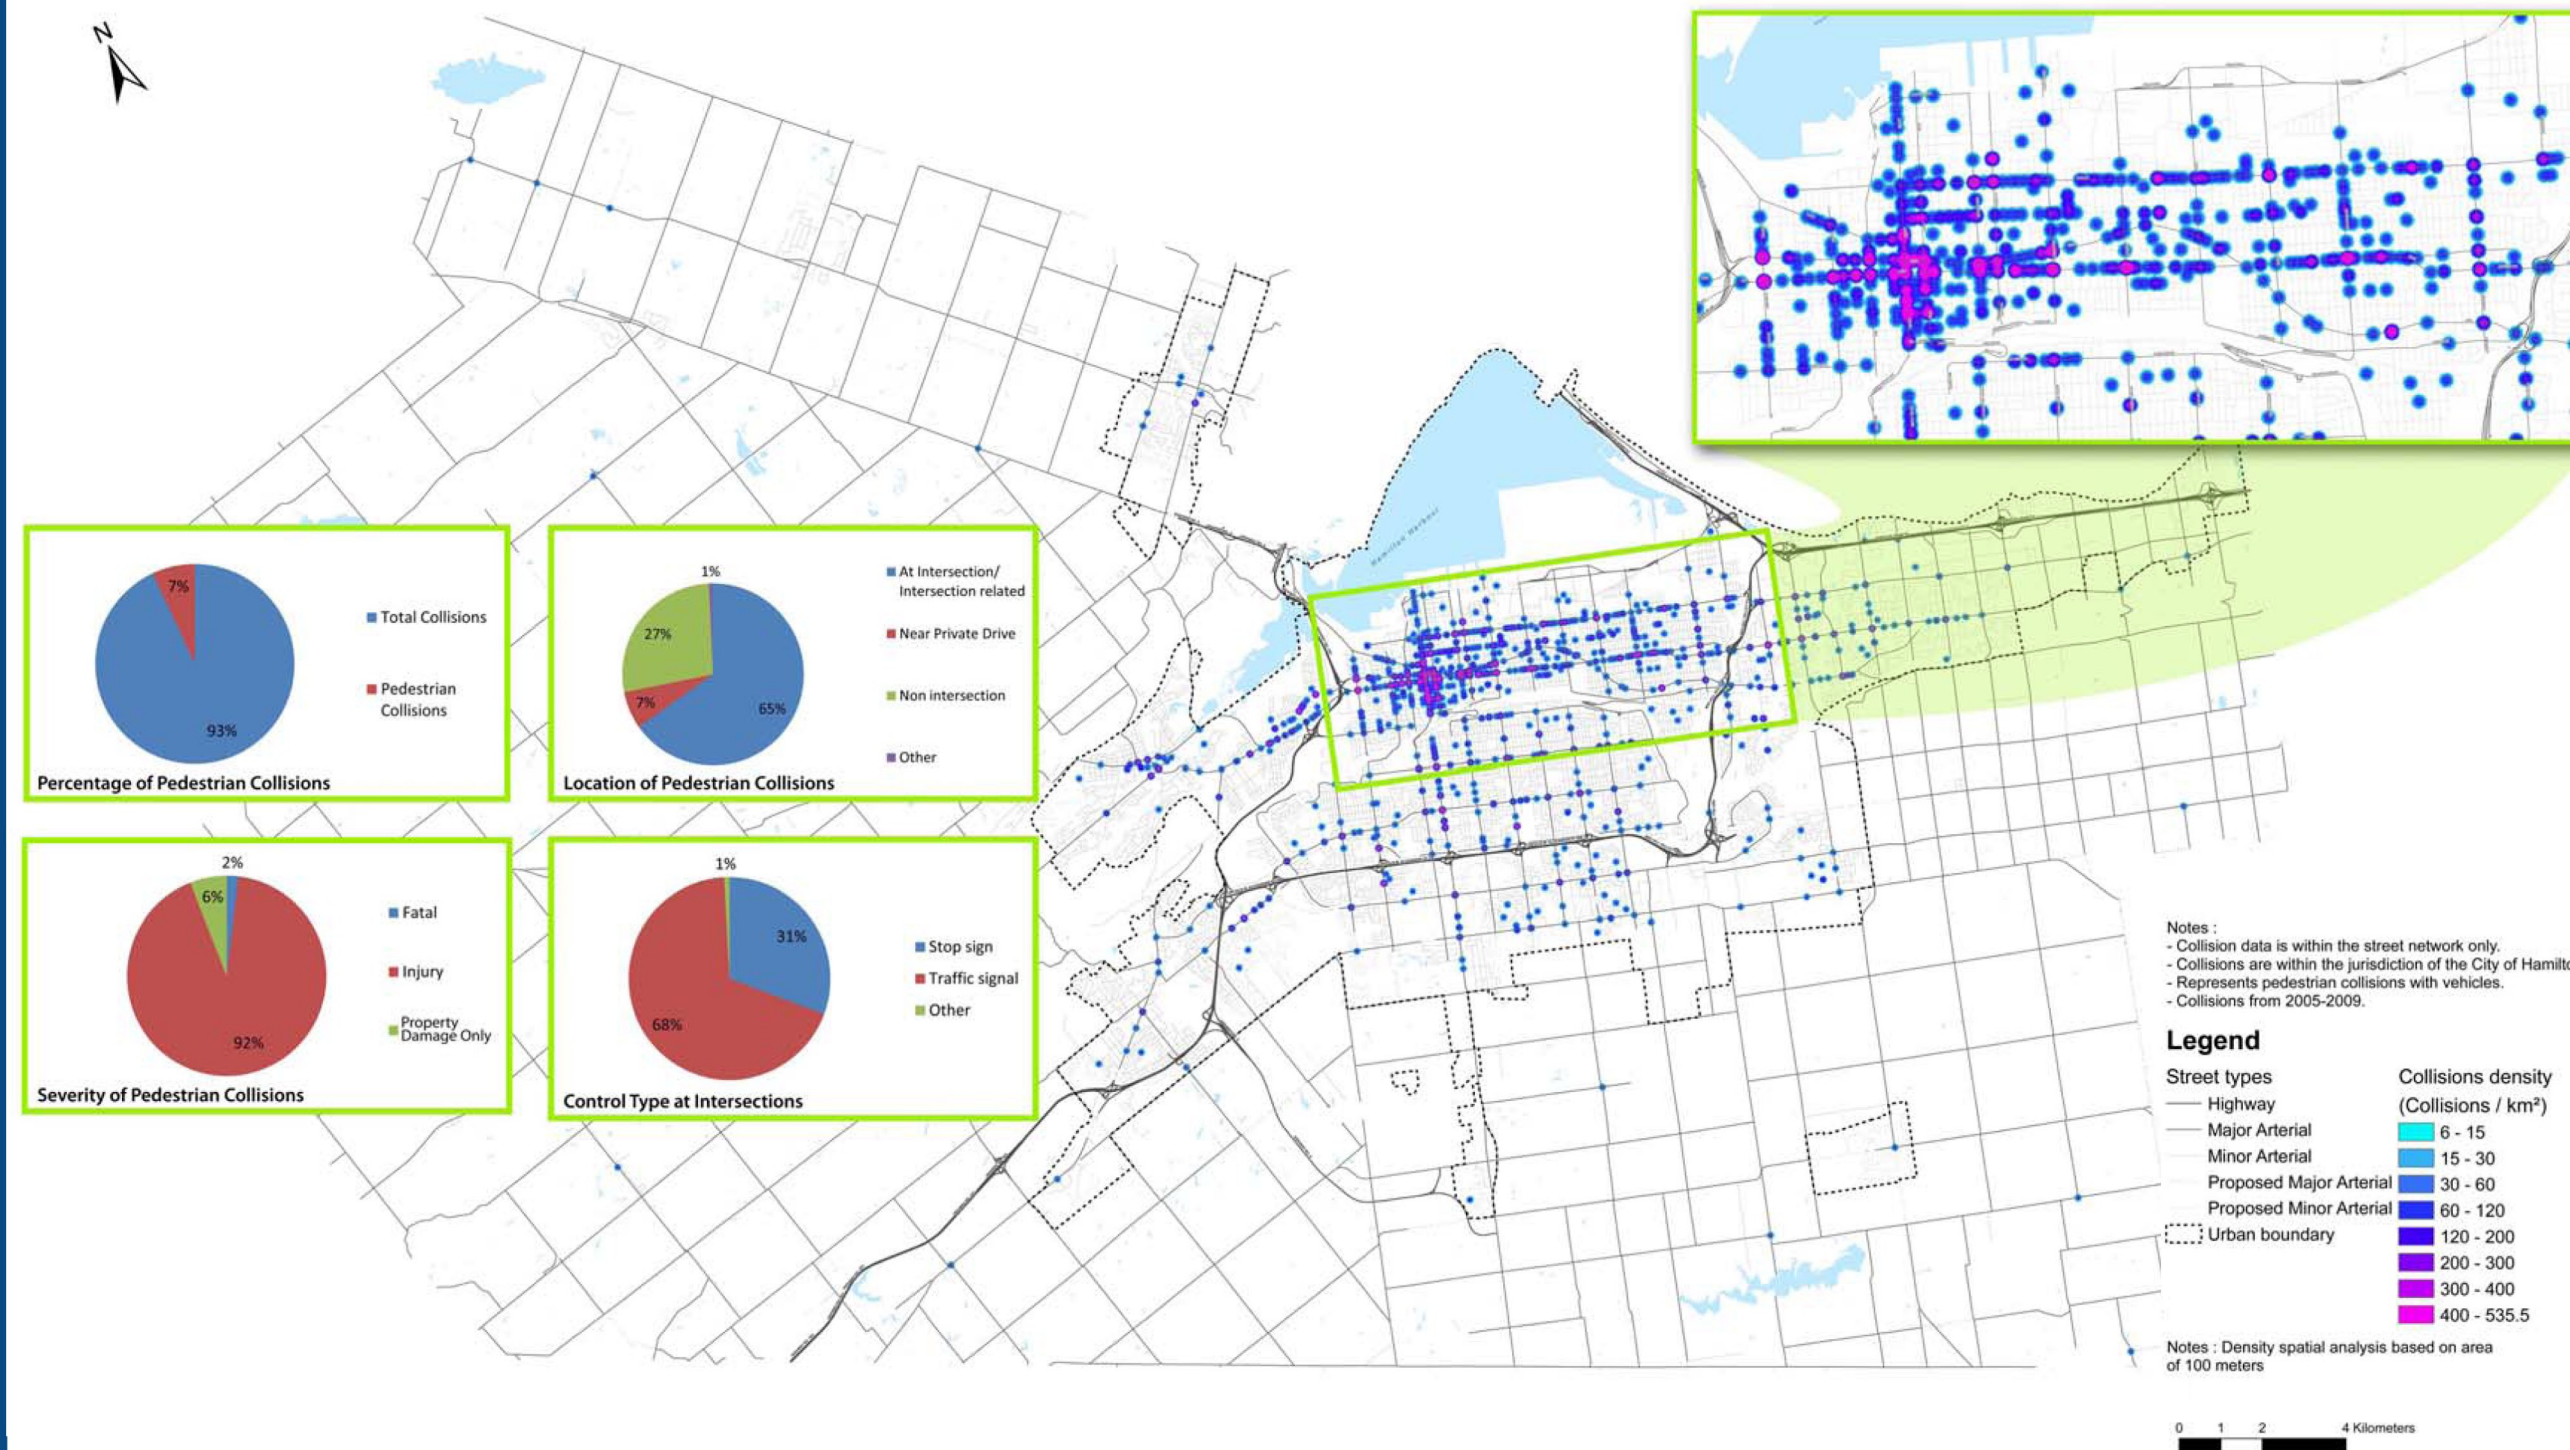 N
Hamilton Harbour
7%
93%
Total Collisions
Pedestrian
Collisions
Percentage of Pedestrian Collisions
1%
27%
7%
65%
At Intersection/
Intersection related
Near Private Drive
Non intersection
Other
Location of Pedestrian Collisions
2%
6%
92%
Fatal
Injury
Property
Damage Only
Severity of Pedestrian Collisions
1%
31%
68%
Stop sign
Traffic signal
Other
Control Type at Intersections
Notes :
- Collision data is within the street network only.
- Collisions are within the jurisdiction of the City of Hamilto
- Represents pedestrian collisions with vehicles.
- Collisions from 2005-2009.
Legend
Street types
Highway
Major Arterial
Minor Arterial
Proposed Major Arterial
Proposed Minor Arterial
Urban boundary
Collisions density
(Collisions / km²)
6 - 15
15 - 30
30 - 60
60 - 120
120 - 200
200 - 300
300 - 400
400 - 535.5
Notes : Density spatial analysis based on area
of 100 meters
0 1 2 4 Kilometers